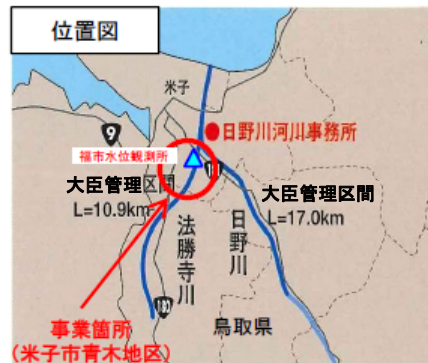 位置図
米子
日野川河川事務所
9
福市水位観測所
大臣管理区間
L=10.9km
大臣管理区間
L=17.0km
法勝寺川
日野川
鳥取県
事業箇所
(米子市青木地区)